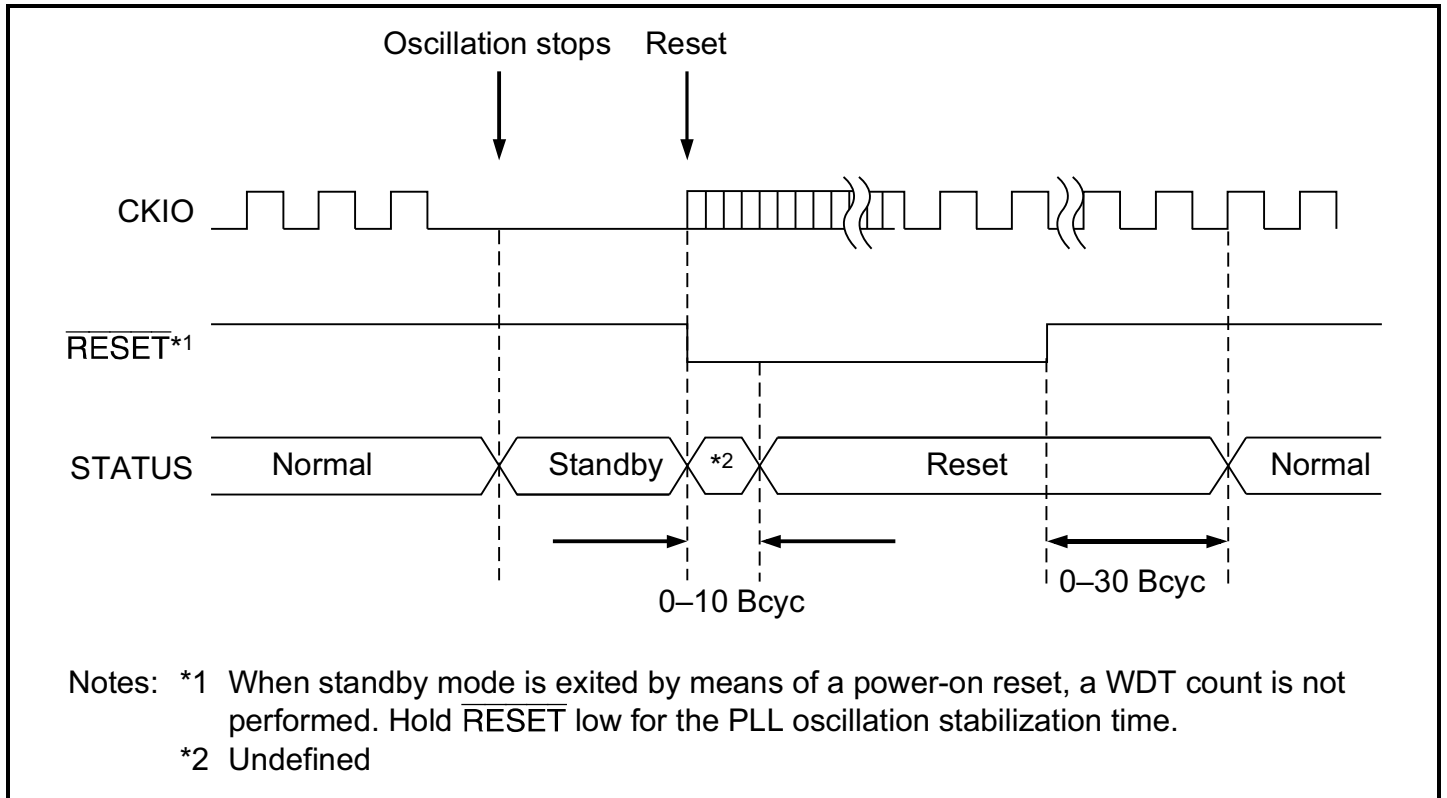 Oscillation stops Reset
CKIO
RESET*1
STATUS Normal Standby *2 Reset Normal
0–10 Bcyc 0–30 Bcyc
Notes: *1 When standby mode is exited by means of a power-on reset, a WDT count is not
performed. Hold RESET low for the PLL oscillation stabilization time.
*2 Undefined